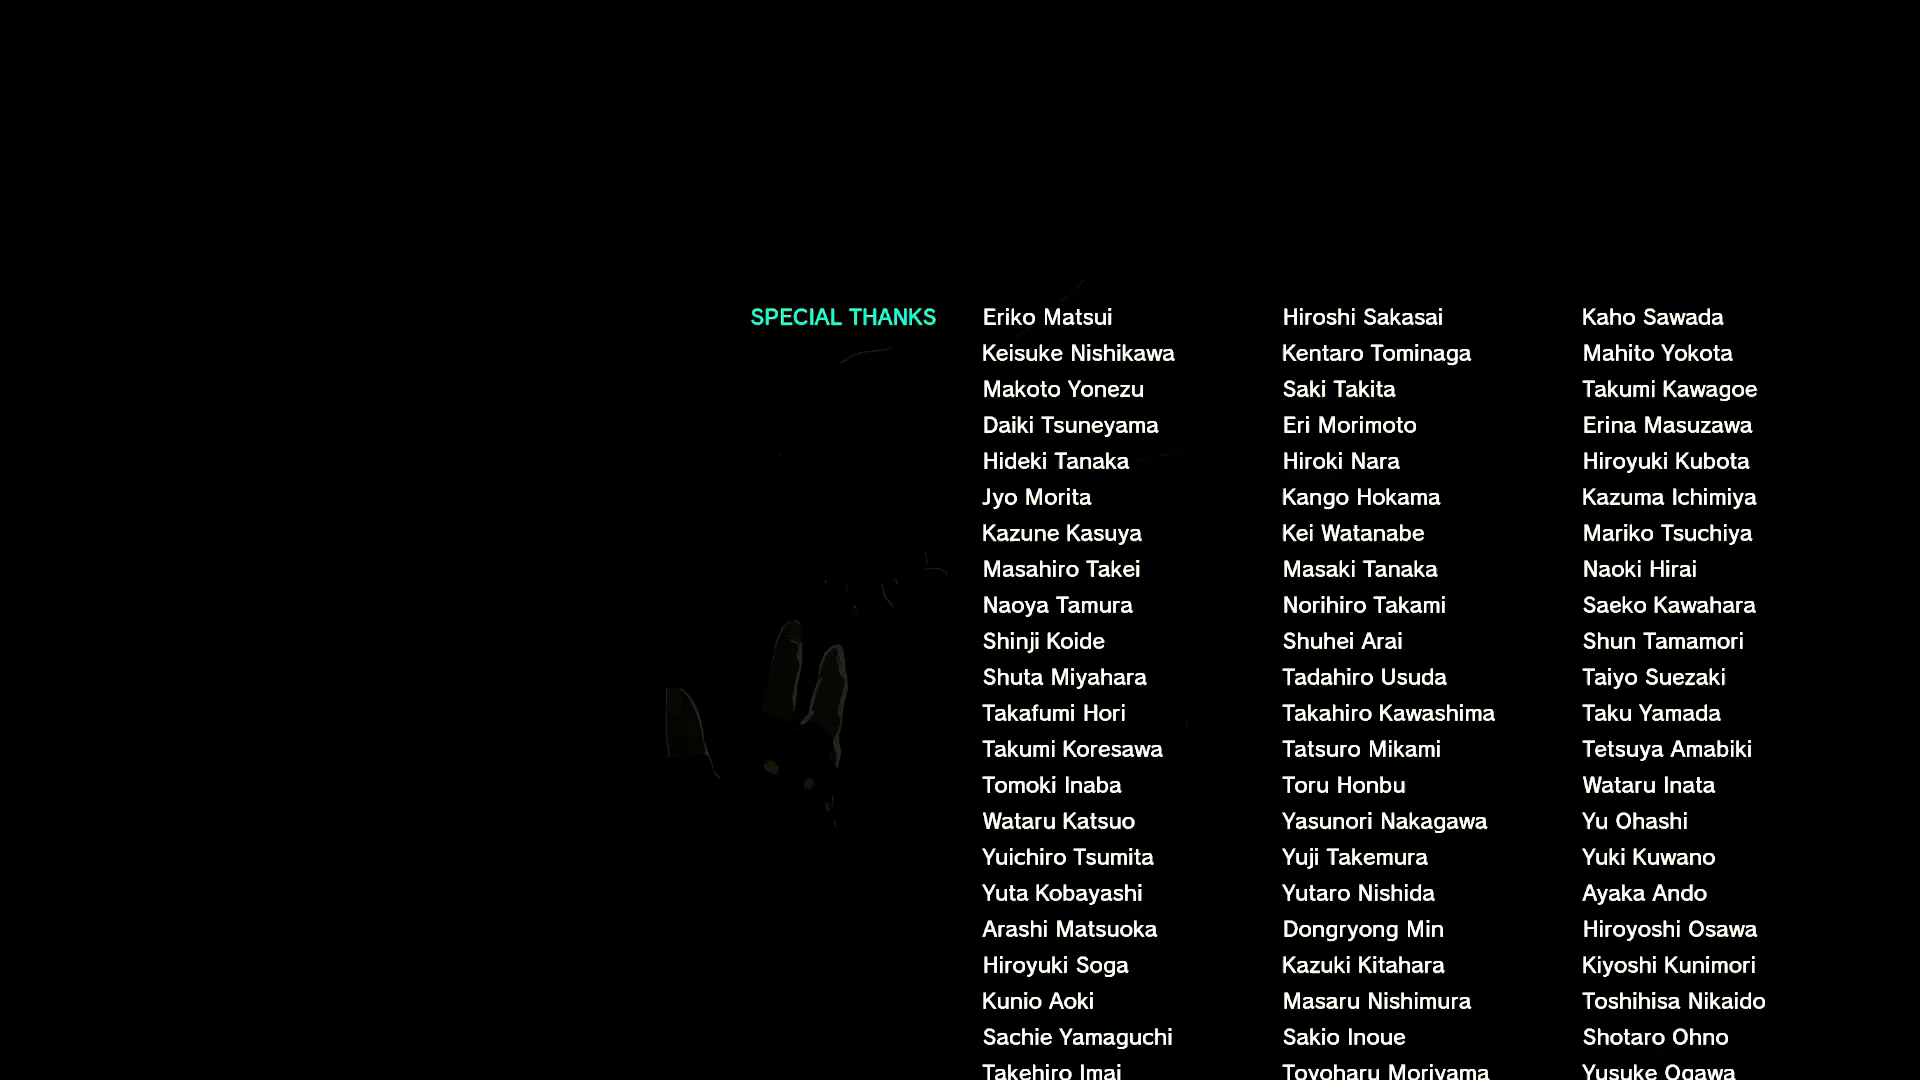 SPECIAL THANKS Eriko Matsui Hiroshi Sakasai Kaho Sawada
Keisuke Nishikawa Kentaro Tominaga Mahito Yokota
Makoto Yonezu Saki Takita Takumi Kawagoe
Daiki Tsuneyama Eri Morimoto Erina Masuzawa
Hideki Tanaka Hiroki Nara Hiroyuki Kubota
Jyo Morita Kango Hokama Kazuma Ichimiya
Kazune Kasuya Kei Watanabe Mariko Tsuchiya
Masahiro Takei Masaki Tanaka Naoki Hirai
Naoya Tamura Norihiro Takami Saeko Kawahara
Shinji Koide Shuhei Arai Shun Tamamori
Shuta Miyahara Tadahiro Usuda Taiyo Suezaki
Takafumi Hori Takahiro Kawashima Taku Yamada
Takumi Koresawa Tatsuro Mikami Tetsuya Amabiki
Tomoki Inaba Toru Honbu Wataru Inata
Wataru Katsuo Yasunori Nakagawa Yu Ohashi
Yuichiro Tsumita Yuji Takemura Yuki Kuwano
Yuta Kobayashi Yutaro Nishida Ayaka Ando
Arashi Matsuoka Dongryong Min Hiroyoshi Osawa
Hiroyuki Soga Kazuki Kitahara Kiyoshi Kunimori
Kunio Aoki Masaru Nishimura Toshihisa Nikaido
Sachie Yamaguchi Sakio Inoue Shotaro Ohno
Takehiro Imai Toyoharu Moriyama Yusuke Ogawa